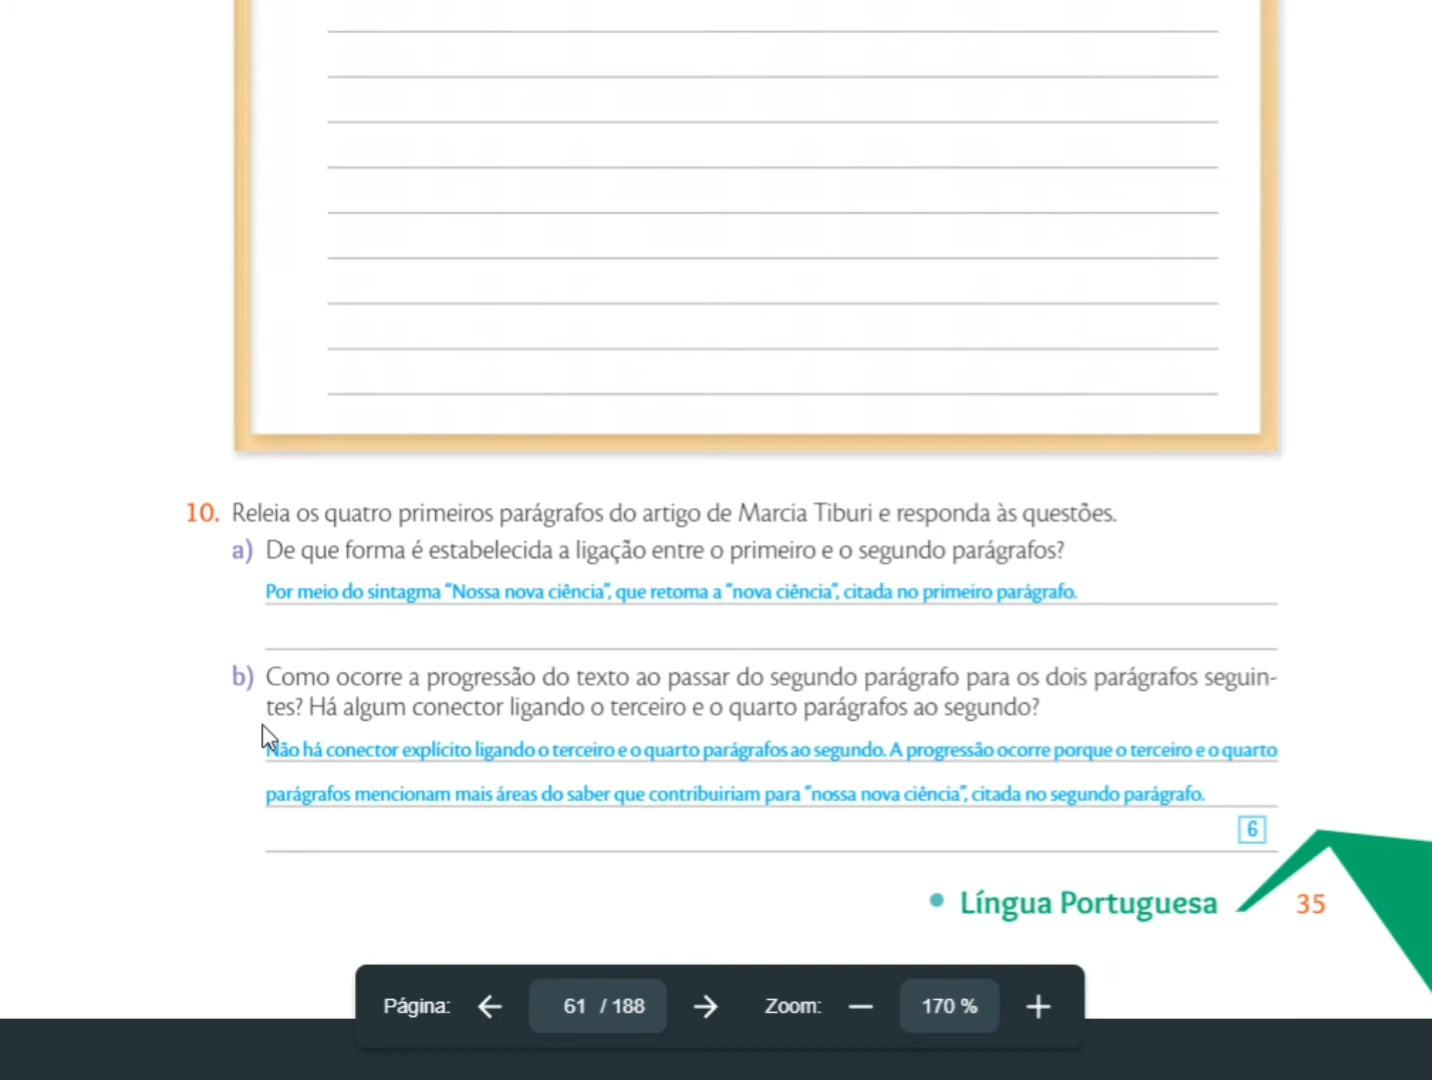 10. Releia os quatro primeiros parágrafos do artigo de Marcia Tiburi e responda às questões.
a) De que forma é estabelecida a ligação entre o primeiro e o segundo parágrafos?
Por meio do sintagma “Nossa nova ciência”, que retoma a “nova ciência”, citada no primeiro parágrafo.
b) Como ocorre a progressão do texto ao passar do segundo parágrafo para os dois parágrafos seguin-
tes? Há algum conector ligando o terceiro e o quarto parágrafos ao segundo?
Não há conector explícito ligando o terceiro e o quarto parágrafos ao segundo. A progressão ocorre porque o terceiro e o quarto
parágrafos mencionam mais áreas do saber que contribuiriam para “nossa nova ciência”, citada no segundo parágrafo.
6
• Língua Portuguesa 35
Página: 61 / 188 Zoom: 170 %